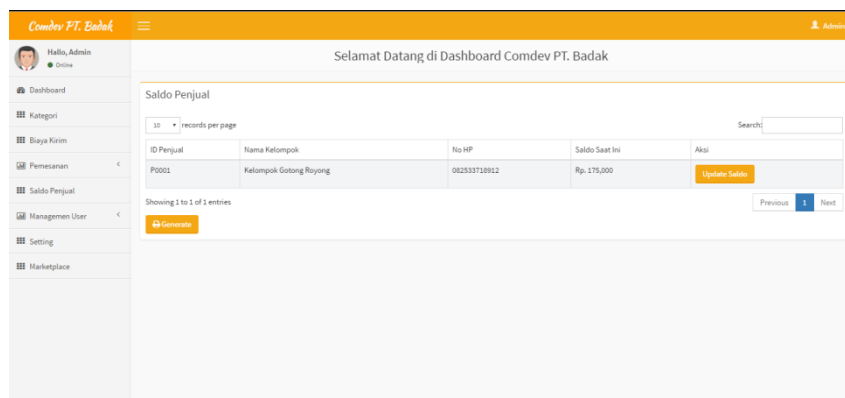 Comdev PT. Badak
Admin
Hallo, Admin
Online
Selamat Datang di Dashboard Comdev PT. Badak
Dashboard
Kategori
Biaya Kirim
Pemesanan
Saldo Penjual
Managemen User
Setting
Marketplace
Saldo Penjual
10 records per page
Search:
ID Penjual Nama Kelompok No HP Saldo Saat Ini Aksi
P0001 Kelompok Gotong Royong 082533718912 Rp. 175,000 Update Saldo
Showing 1 to 1 of 1 entries
Previous 1 Next
Generate